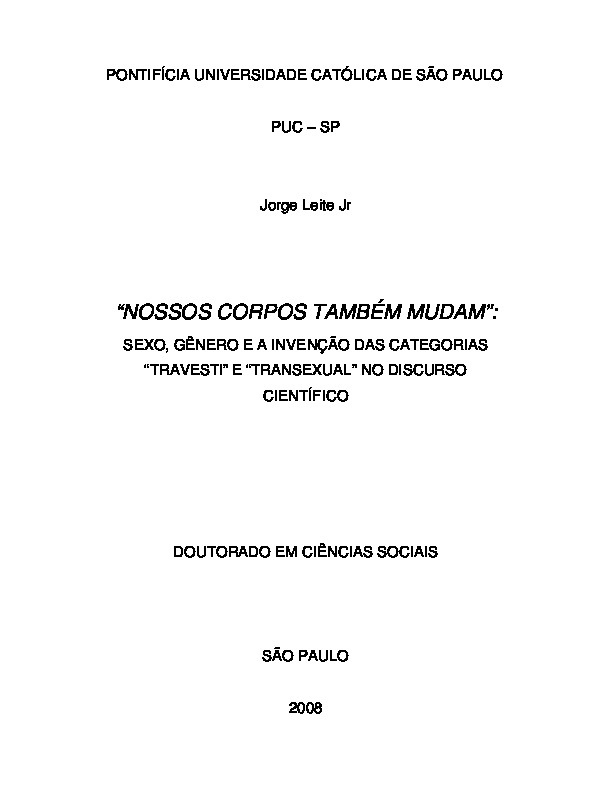 PONTIFÍCIA UNIVERSIDADE CATÓLICA DE SÃO PAULO
PUC – SP
Jorge Leite Jr
“NOSSOS CORPOS TAMBÉM MUDAM”:
SEXO, GÊNERO E A INVENÇÃO DAS CATEGORIAS
“TRAVESTI” E “TRANSEXUAL” NO DISCURSO
CIENTÍFICO
DOUTORADO EM CIÊNCIAS SOCIAIS
SÃO PAULO
2008